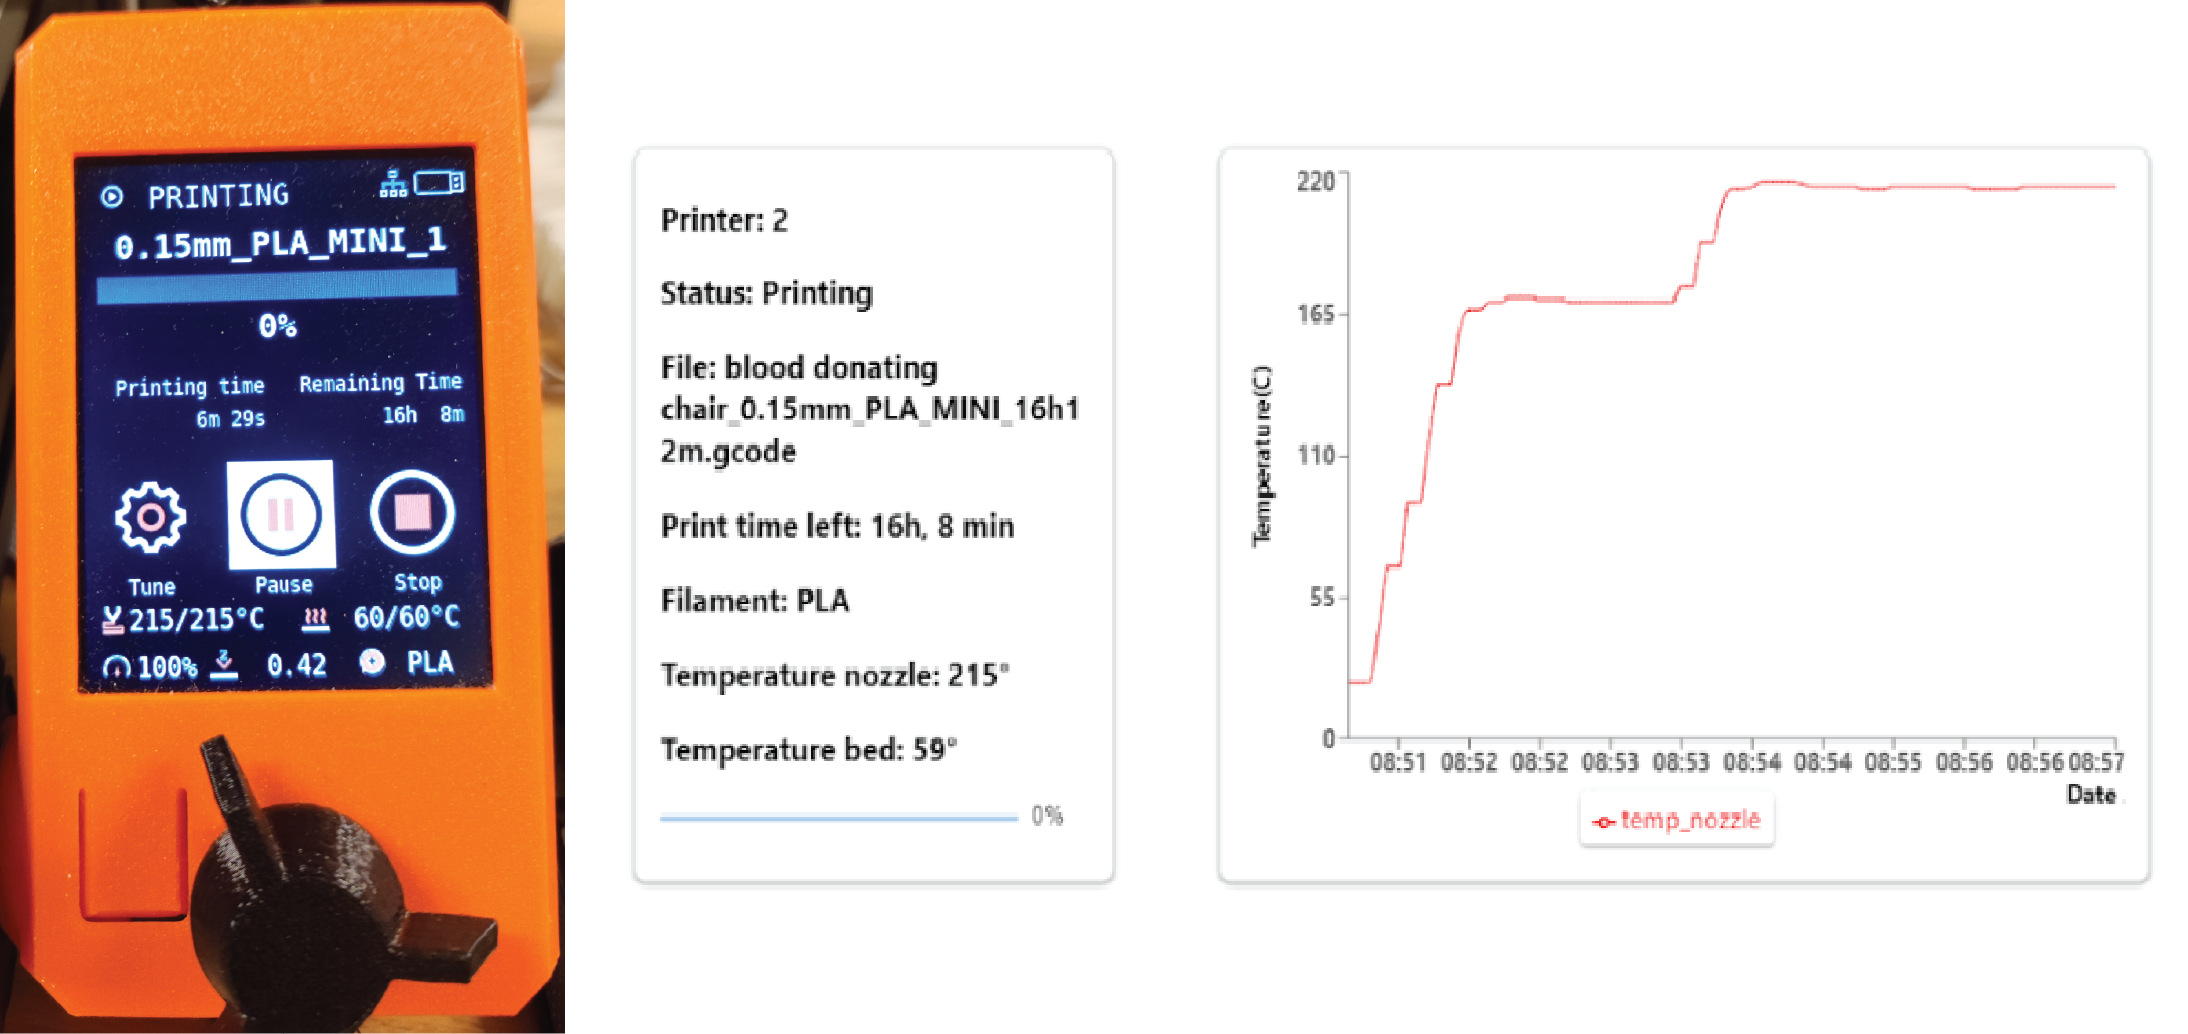 PRINTING
0.15mm_PLA_MINI_1
0%
Printing time Remaining Time
6m 29s 16h 8m
Tune Pause Stop
215/215°C 60/60°C
100% 0.42 PLA
Printer: 2
Status: Printing
File: blood donating
chair_0.15mm_PLA_MINI_16h1
2m.gcode
Print time left: 16h, 8 min
Filament: PLA
Temperature nozzle: 215°
Temperature bed: 59°
0%
Temperature(C)
220
165
110
55
0
08:51 08:52 08:52 08:53 08:53 08:54 08:54 08:55 08:56 08:56 08:57
Date
temp_nozzle